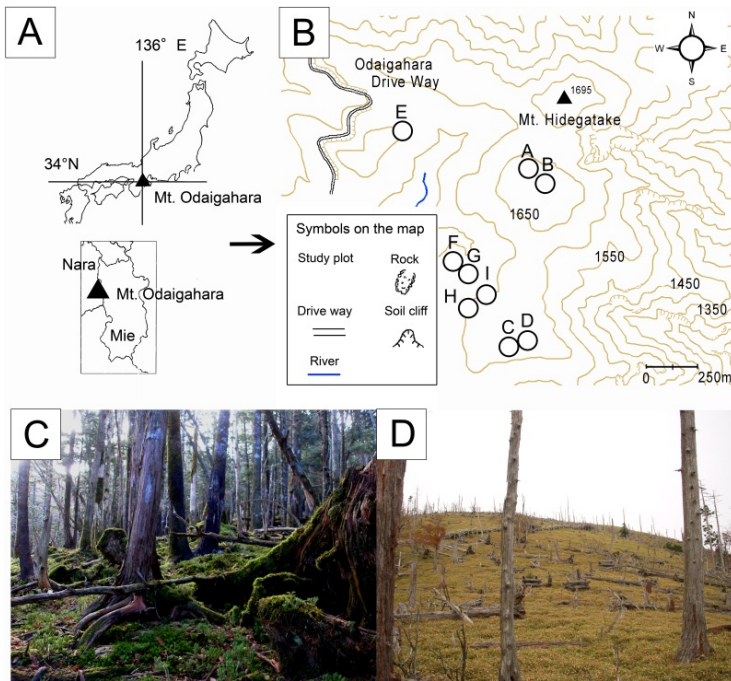 A
136° E
34°N
Mt. Odaigahara
Nara
Mt. Odaigahara
Mie
B
Odaigahara
Drive Way
N
W E
S
1695
Mt. Hidegatake
E
A
B
1650
F
G
I
H
C
D
1550
1450
1350
0 250m
Symbols on the map
Study plot
Rock
Drive way
Soil cliff
River
C
D